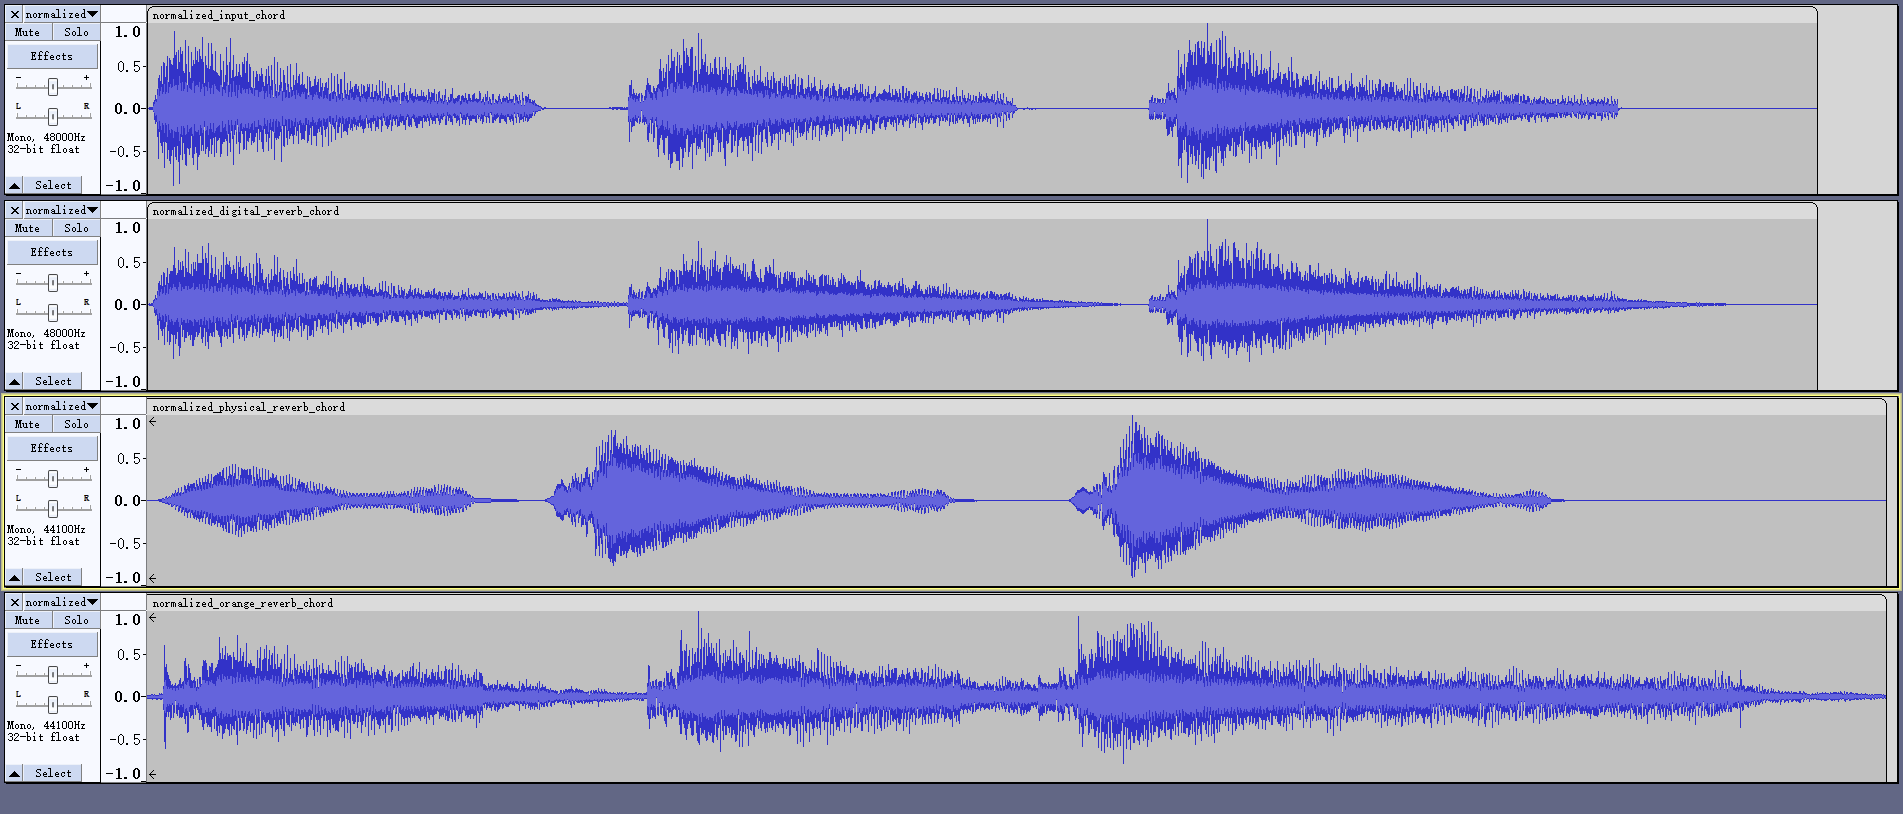 × normalized▼ normalized_input_chord
Mute Solo
Effects
- +
L R
Mono, 48000Hz
32-bit float
▲ Select
1.0
0.5-
0.0-
-0.5-
-1.0
× normalized▼ normalized_digital_reverb_chord
Mute Solo
Effects
- +
L R
Mono, 48000Hz
32-bit float
▲ Select
1.0
0.5-
0.0-
-0.5-
-1.0
× normalized▼ normalized_physical_reverb_chord
Mute Solo
Effects
- +
L R
Mono, 44100Hz
32-bit float
▲ Select
1.0
0.5-
0.0-
-0.5-
-1.0
× normalized▼ normalized_orange_reverb_chord
Mute Solo
Effects
- +
L R
Mono, 44100Hz
32-bit float
▲ Select
1.0
0.5-
0.0-
-0.5-
-1.0